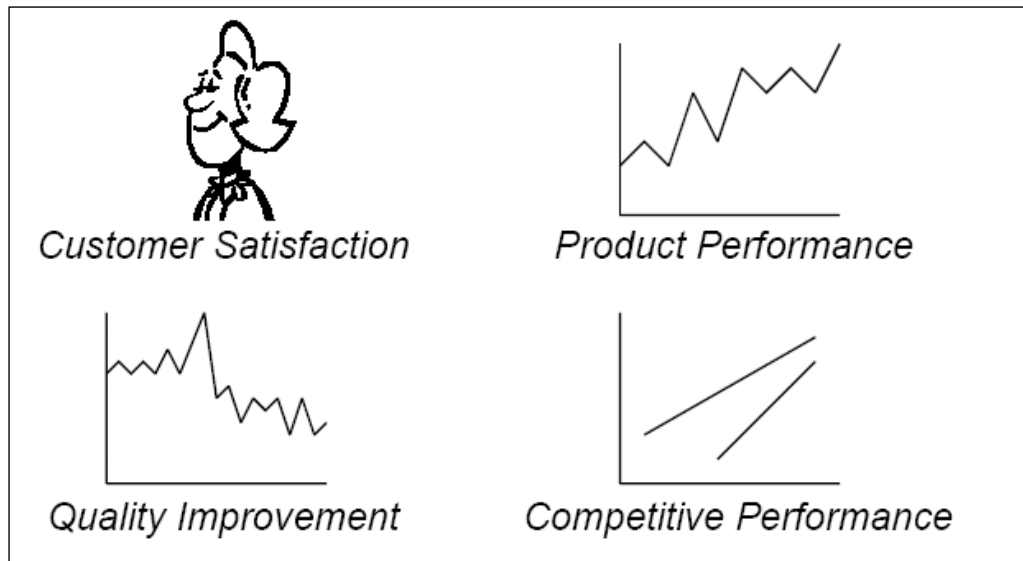 Customer Satisfaction
Product Performance
Quality Improvement
Competitive Performance